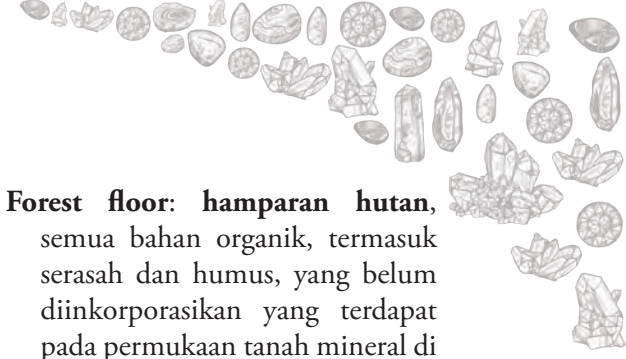 Forest floor: hamparan hutan,
semua bahan organik, termasuk
serasah dan humus, yang belum
diinkorporasikan yang terdapat
pada permukaan tanah mineral di